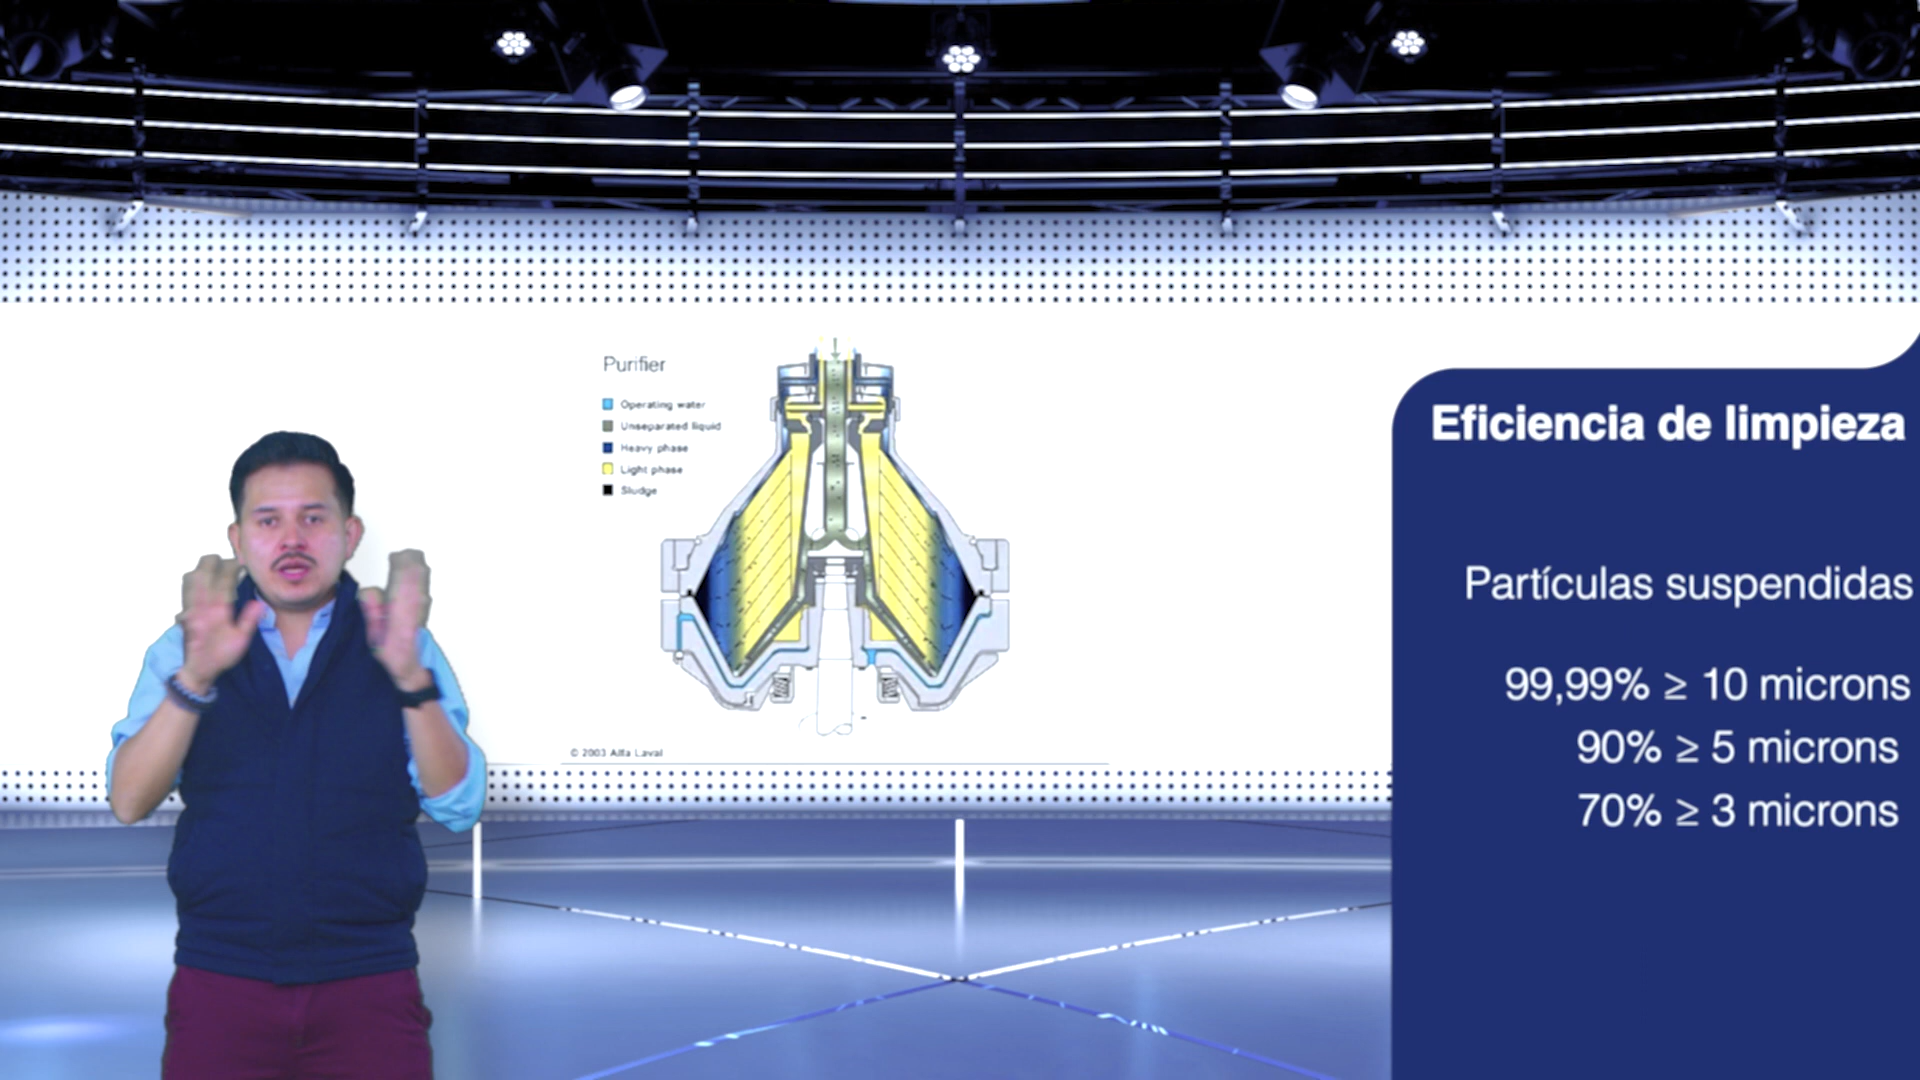 Purifier
Operating water
Unseparated liquid
Heavy phase
Light phase
Sludge
© 2003 Alfa Laval
Eficiencia de limpieza
Partículas suspendidas
99,99% ≥ 10 microns
90% ≥ 5 microns
70% ≥ 3 microns